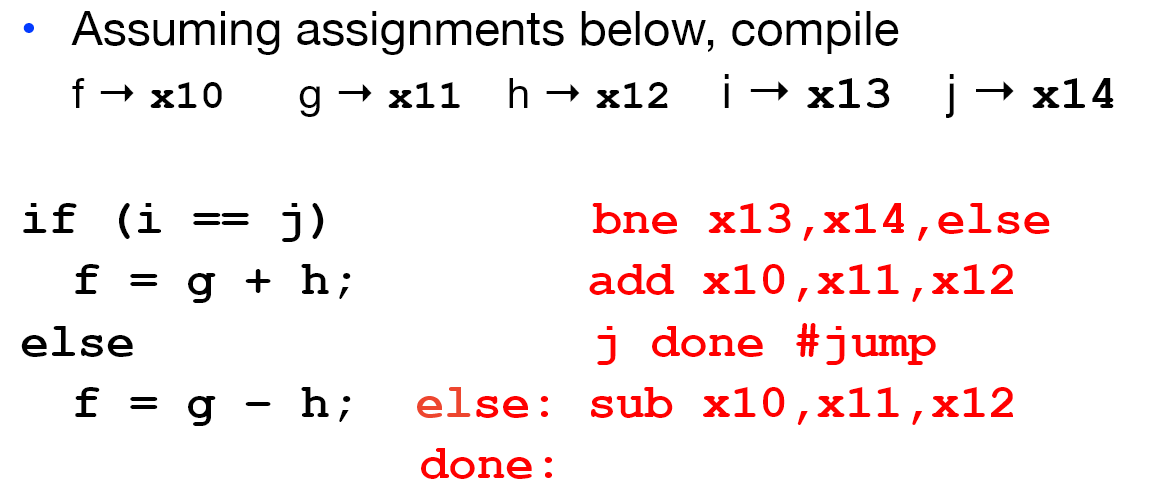 • Assuming assignments below, compile
f → x10 g → x11 h → x12 i → x13 j → x14
if (i == j) bne x13,x14,else
f = g + h; add x10,x11,x12
else j done #jump
f = g – h; else: sub x10,x11,x12
done: